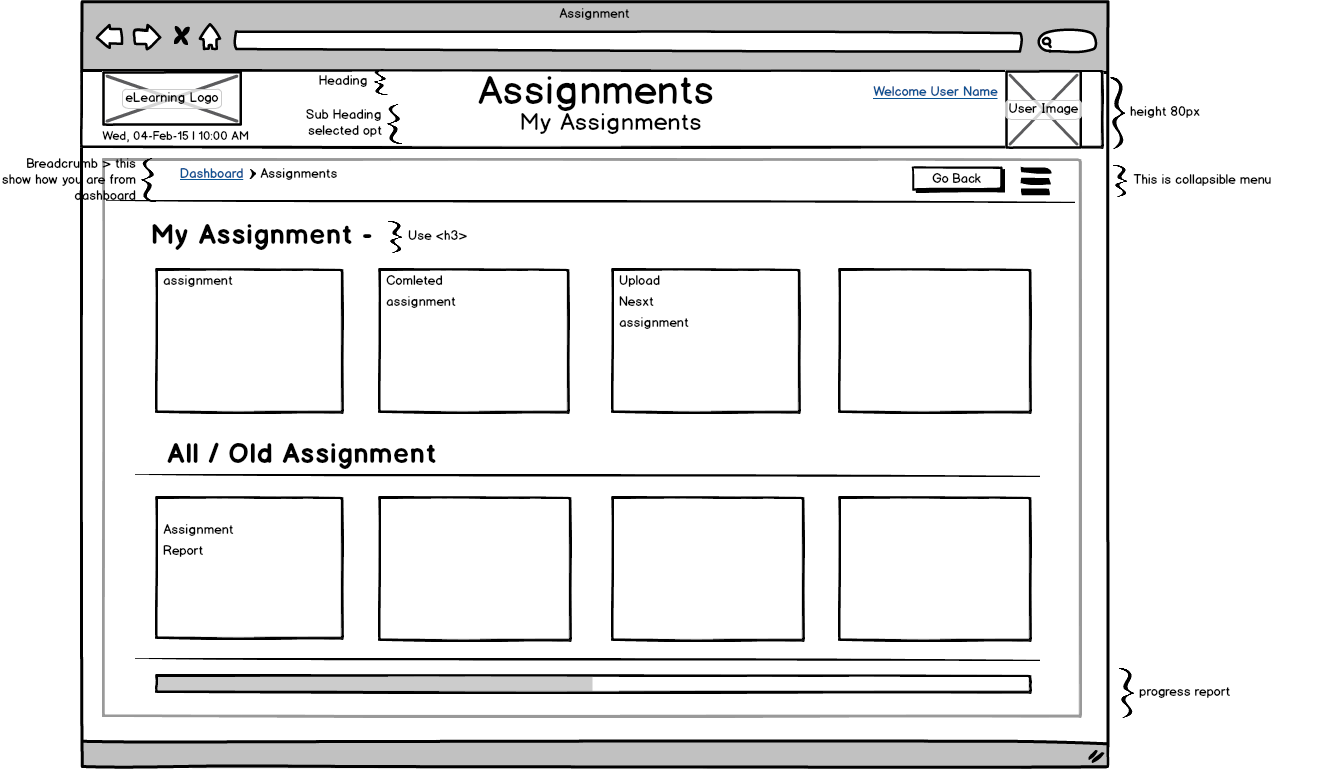 Assignment
eLearning Logo
Wed, 04-Feb-15 I 10:00 AM
Heading
Sub Heading
selected opt
Assignments
My Assignments
Welcome User Name
User Image
height 80px
Breadcrumb > this
show how you are from
dashboard
Dashboard > Assignments
Go Back
This is collapsible menu
My Assignment -
Use <h3>
assignment
Comleted
assignment
Upload
Nesxt
assignment
All / Old Assignment
Assignment
Report
progress report